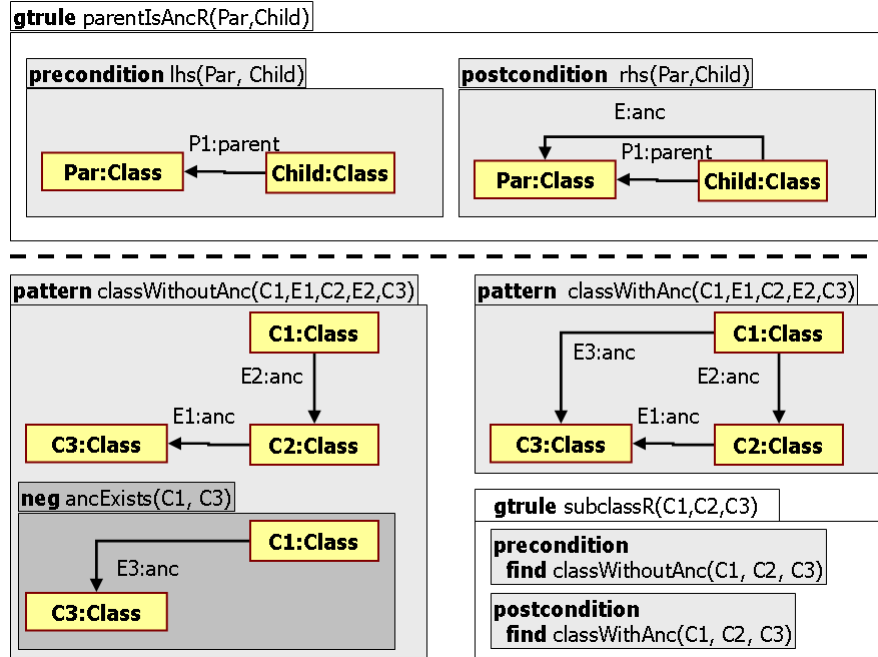 gtrule parentIsAncR(Par,Child)
precondition lhs(Par, Child)
P1:parent
Par:Class
Child:Class
postcondition rhs(Par,Child)
E:anc
P1:parent
Par:Class
Child:Class
pattern classWithoutAnc(C1,E1,C2,E2,C3)
C1:Class
E2:anc
E1:anc
C3:Class
C2:Class
neg ancExists(C1, C3)
C1:Class
E3:anc
C3:Class
pattern classWithAnc(C1,E1,C2,E2,C3)
C1:Class
E3:anc
E2:anc
E1:anc
C3:Class
C2:Class
gtrule subclassR(C1,C2,C3)
precondition
find classWithoutAnc(C1, C2, C3)
postcondition
find classWithAnc(C1, C2, C3)